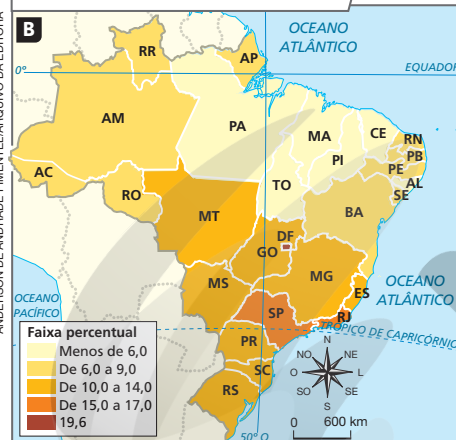 B
OCEANO
ATLÂNTICO
RR
AP
0°
EQUADOR
AM
PA
MA
CE
RN
PB
PI
PE
AL
SE
AC
RO
TO
BA
MT
DF
GO
MG
MS
ES
OCEANO
ATLÂNTICO
OCEANO
PACÍFICO
SP
RJ
TRÓPICO DE CAPRICÓRNIO
PR
SC
RS
Faixa percentual
Menos de 6,0
De 6,0 a 9,0
De 10,0 a 14,0
De 15,0 a 17,0
19,6
N
NO
NE
O
L
SO
SE
S
0 600 km
50° O
ANDERSON DE ANDRADE PIMENTEL/ARQUIVO DA EDITORA